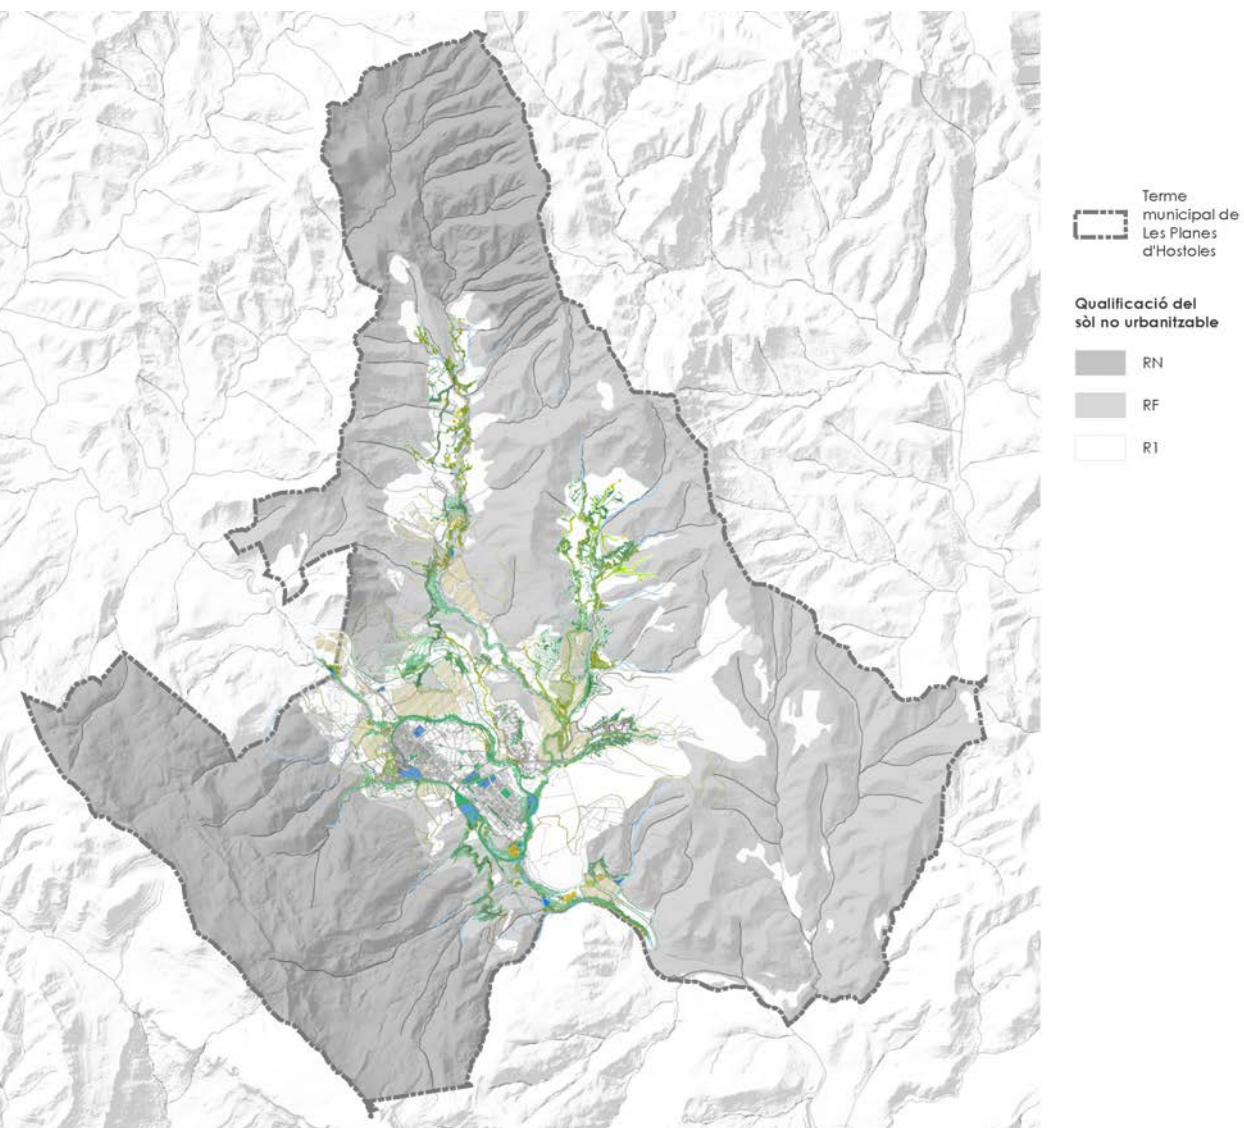 Terme
municipal de
Les Planes
d'Hostoles
Qualificació del
sòl no urbanitzable
RN
RF
R1